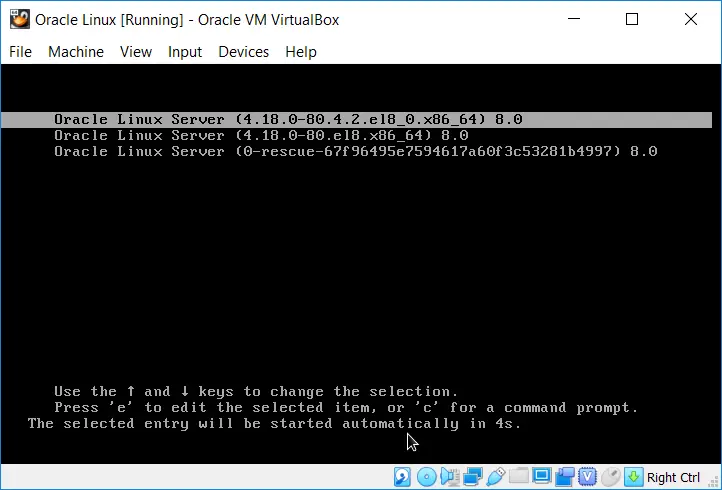 Oracle Linux [Running] - Oracle VM VirtualBox
File Machine View Input Devices Help
Oracle Linux Server (4.18.0-80.4.2.el8_0.x86_64) 8.0
Oracle Linux Server (4.18.0-80.el8.x86_64) 8.0
Oracle Linux Server (0-rescue-67f96495e7594617a60f3c53281b4997) 8.0
Use the ↑ and ↓ keys to change the selection.
Press 'e' to edit the selected item, or 'c' for a command prompt.
The selected entry will be started automatically in 4s.
Right Ctrl